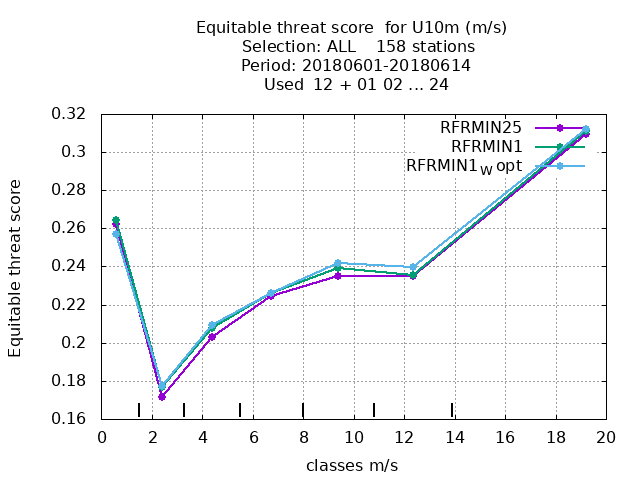 Equitable threat score  for U10m (m/s)
Selection: ALL    158 stations
Period: 20180601-20180614
Used  12 + 01 02 ... 24
RFRMIN25
RFRMIN1
RFRMIN1W opt
Equitable threat score
0.32
0.3
0.28
0.26
0.24
0.22
0.2
0.18
0.16
0 2 4 6 8 10 12 14 16 18 20
classes m/s